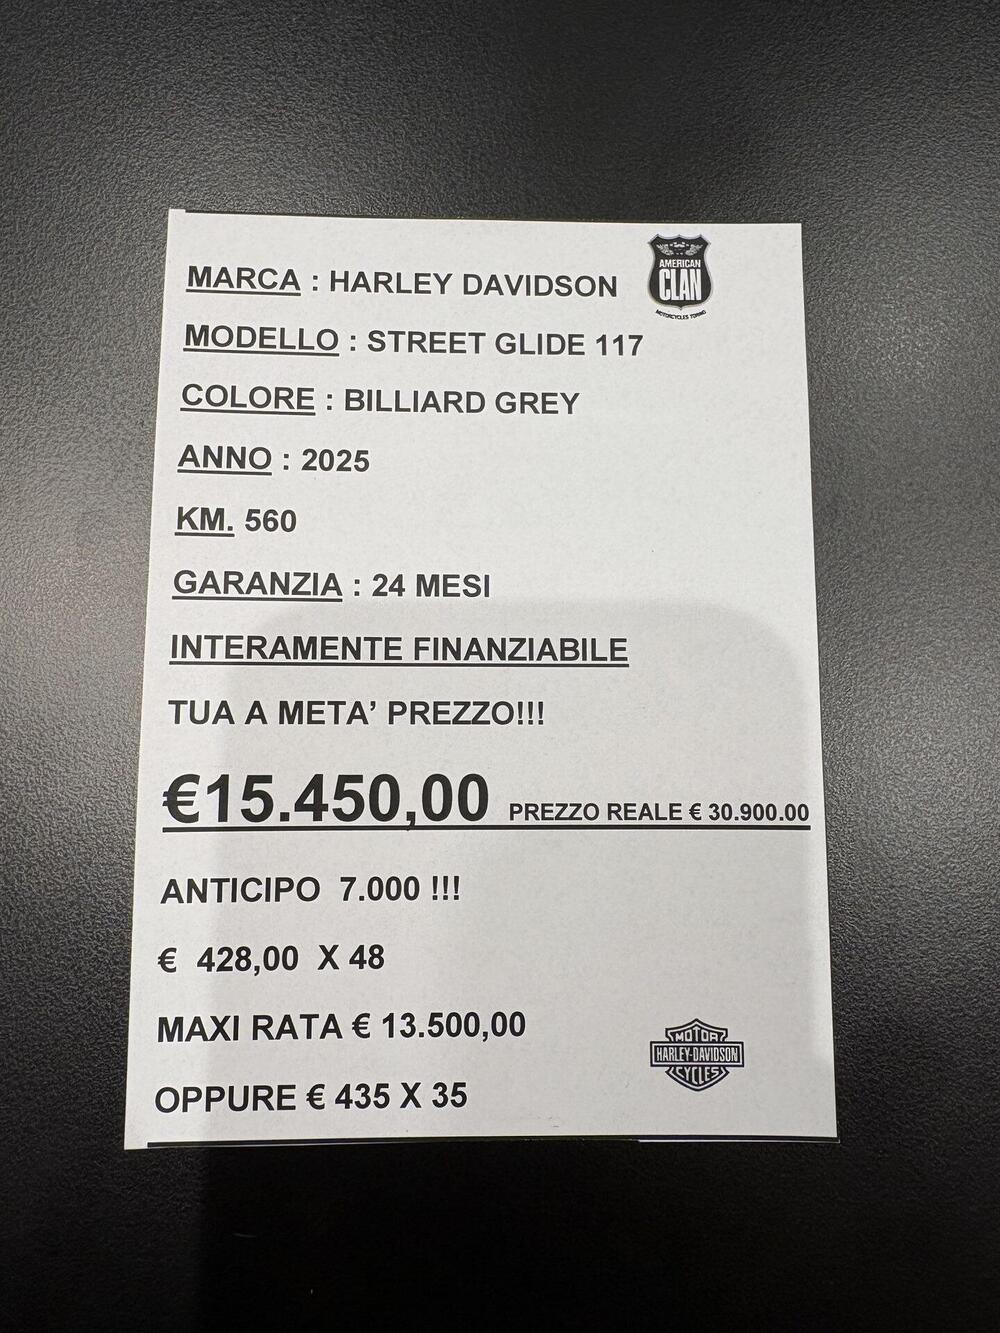 AMERICAN
CLAN
MOTORCYCLES TORINO
MARCA : HARLEY DAVIDSON
MODELLO : STREET GLIDE 117
COLORE : BILLIARD GREY
ANNO : 2025
KM. 560
GARANZIA : 24 MESI
INTERAMENTE FINANZIABILE
TUA A META’ PREZZO!!!
€15.450,00 PREZZO REALE € 30.900.00
ANTICIPO 7.000 !!!
€ 428,00 X 48
MAXI RATA € 13.500,00
OPPURE € 435 X 35
MOTOR
HARLEY-DAVIDSON
CYCLES